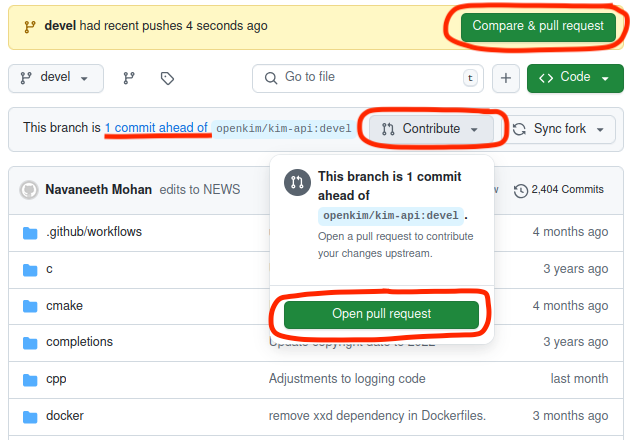 devel had recent pushes 4 seconds ago
Compare & pull request
devel
Go to file
t
Code
This branch is 1 commit ahead of openkim/kim-api:devel
Contribute
Sync fork
This branch is 1 commit
ahead of
openkim/kim-api:devel .
Open a pull request to contribute
your changes upstream.
Open pull request
Navaneeth Mohan edits to NEWS
2,404 Commits
.github/workflows
4 months ago
c
3 years ago
cmake
4 months ago
completions
Update copyright date to 2022
3 years ago
cpp
Adjustments to logging code
last month
docker
remove xxd dependency in Dockerfiles.
3 months ago